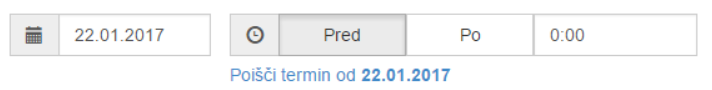 22.01.2017 Pred Po 0:00
Poišči termin od 22.01.2017